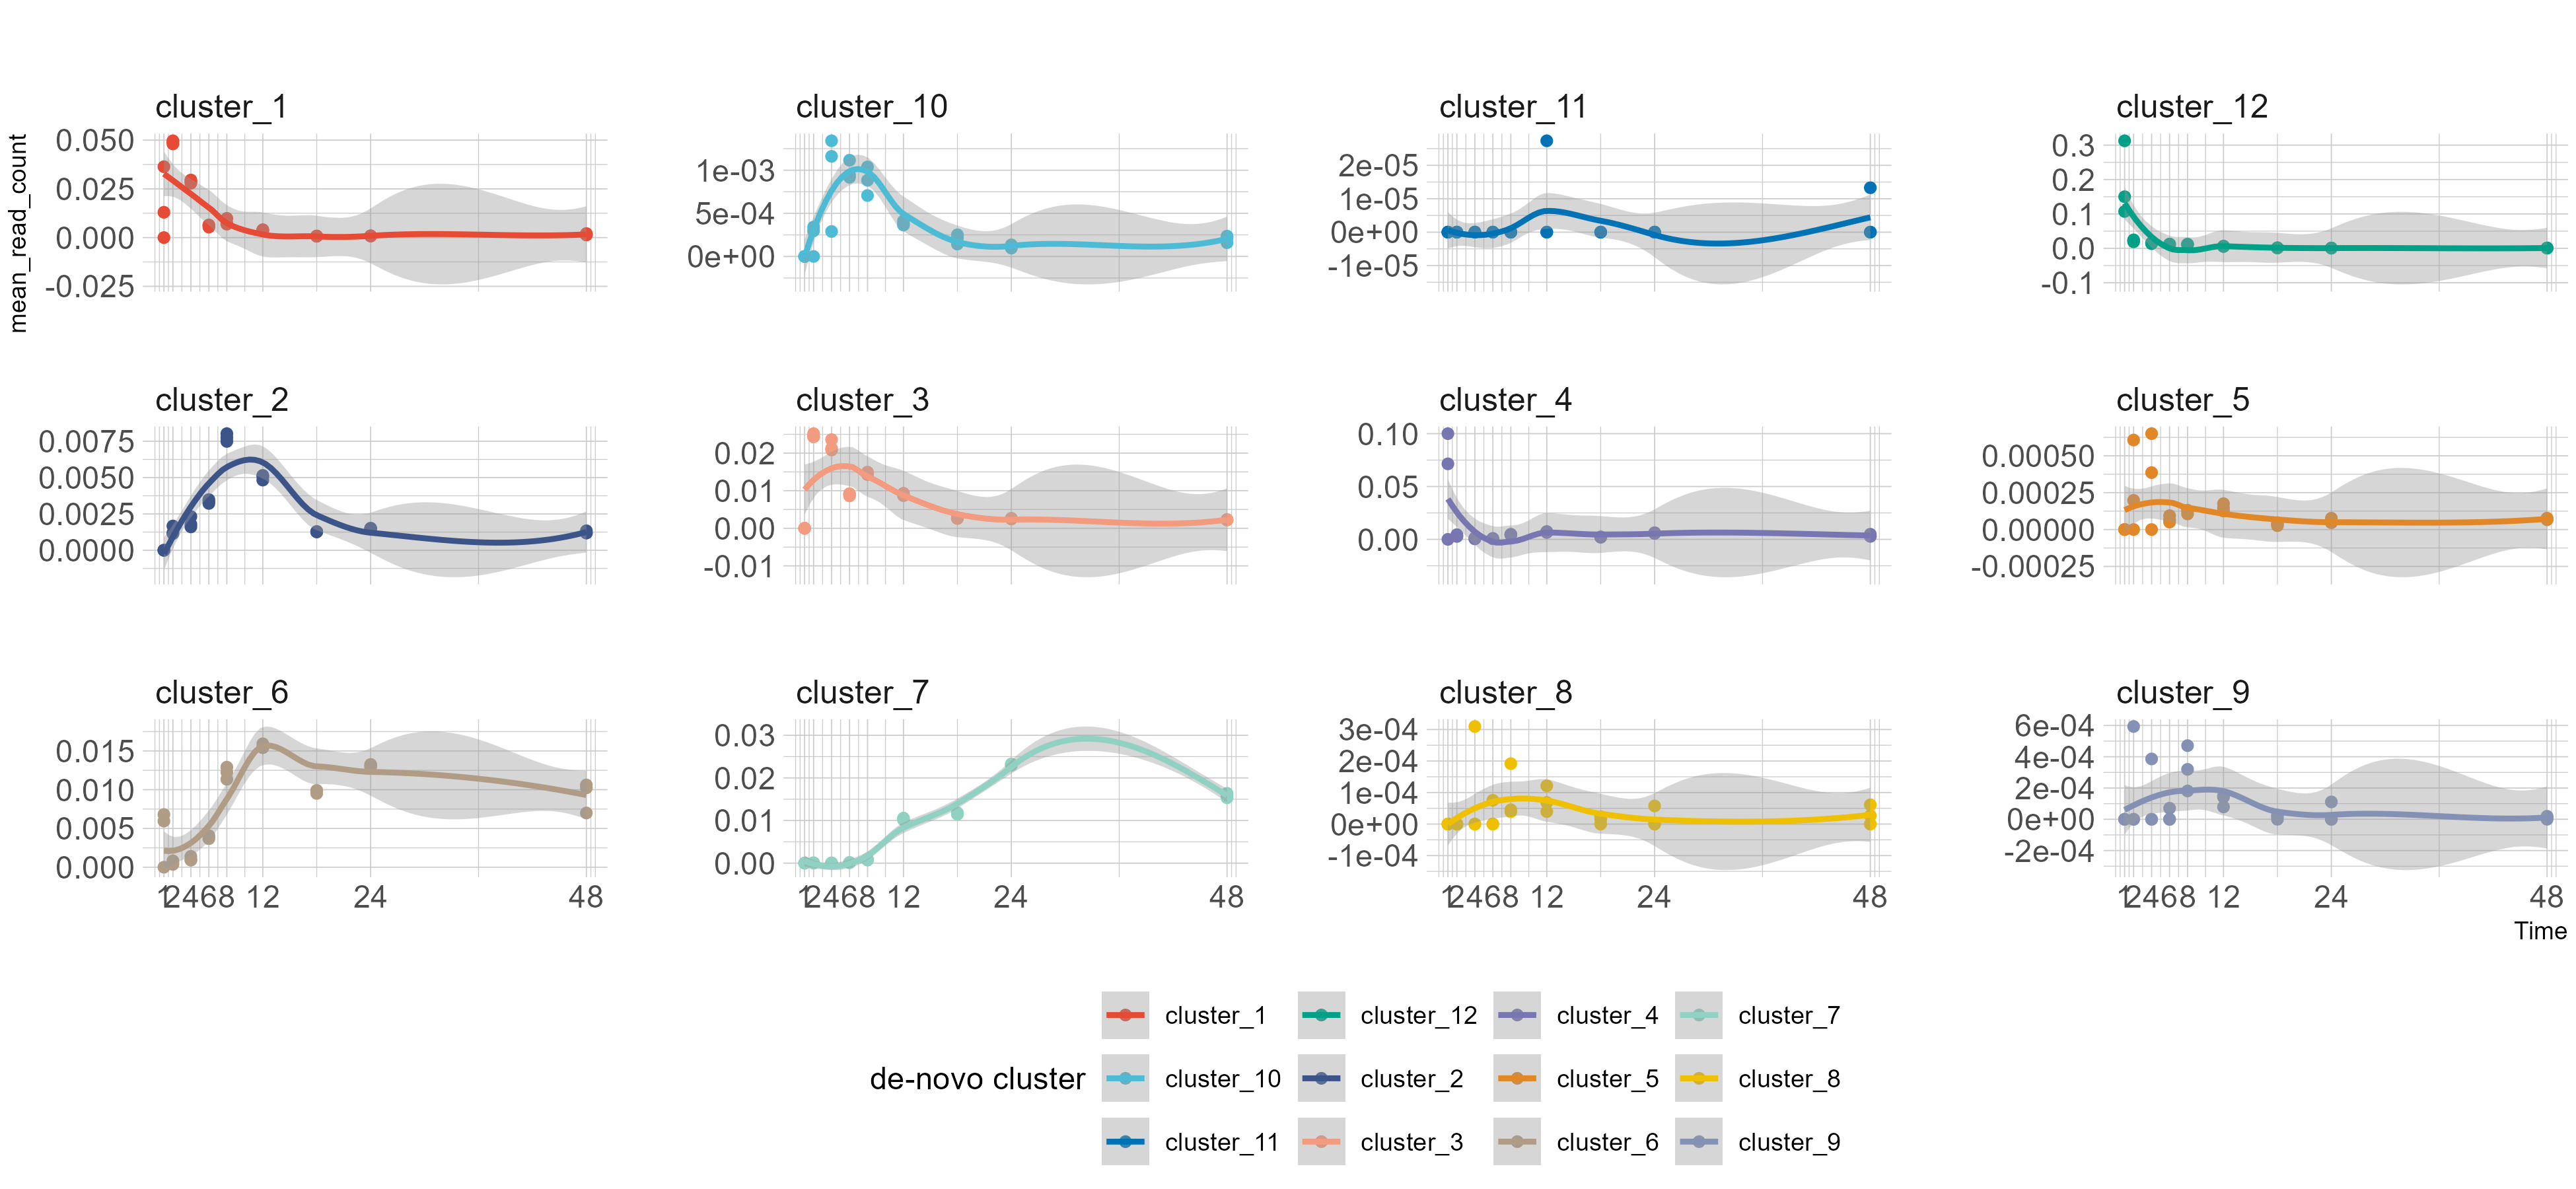 mean_read_count
cluster_1
0.050
0.025
0.000
-0.025
cluster_10
1e-03
5e-04
0e+00
cluster_11
2e-05
1e-05
0e+00
-1e-05
cluster_12
0.3
0.2
0.1
0.0
-0.1
cluster_2
0.0075
0.0050
0.0025
0.0000
cluster_3
0.02
0.01
0.00
-0.01
cluster_4
0.10
0.05
0.00
cluster_5
0.00050
0.00025
0.00000
-0.00025
cluster_6
0.015
0.010
0.005
0.000
1 2 4 6 8 12 24 48
cluster_7
0.03
0.02
0.01
0.00
1 2 4 6 8 12 24 48
cluster_8
3e-04
2e-04
1e-04
0e+00
-1e-04
1 2 4 6 8 12 24 48
cluster_9
6e-04
4e-04
2e-04
0e+00
-2e-04
1 2 4 6 8 12 24 48
Time
de-novo cluster
cluster_1 cluster_12 cluster_4 cluster_7
cluster_10 cluster_2 cluster_5 cluster_8
cluster_11 cluster_3 cluster_6 cluster_9